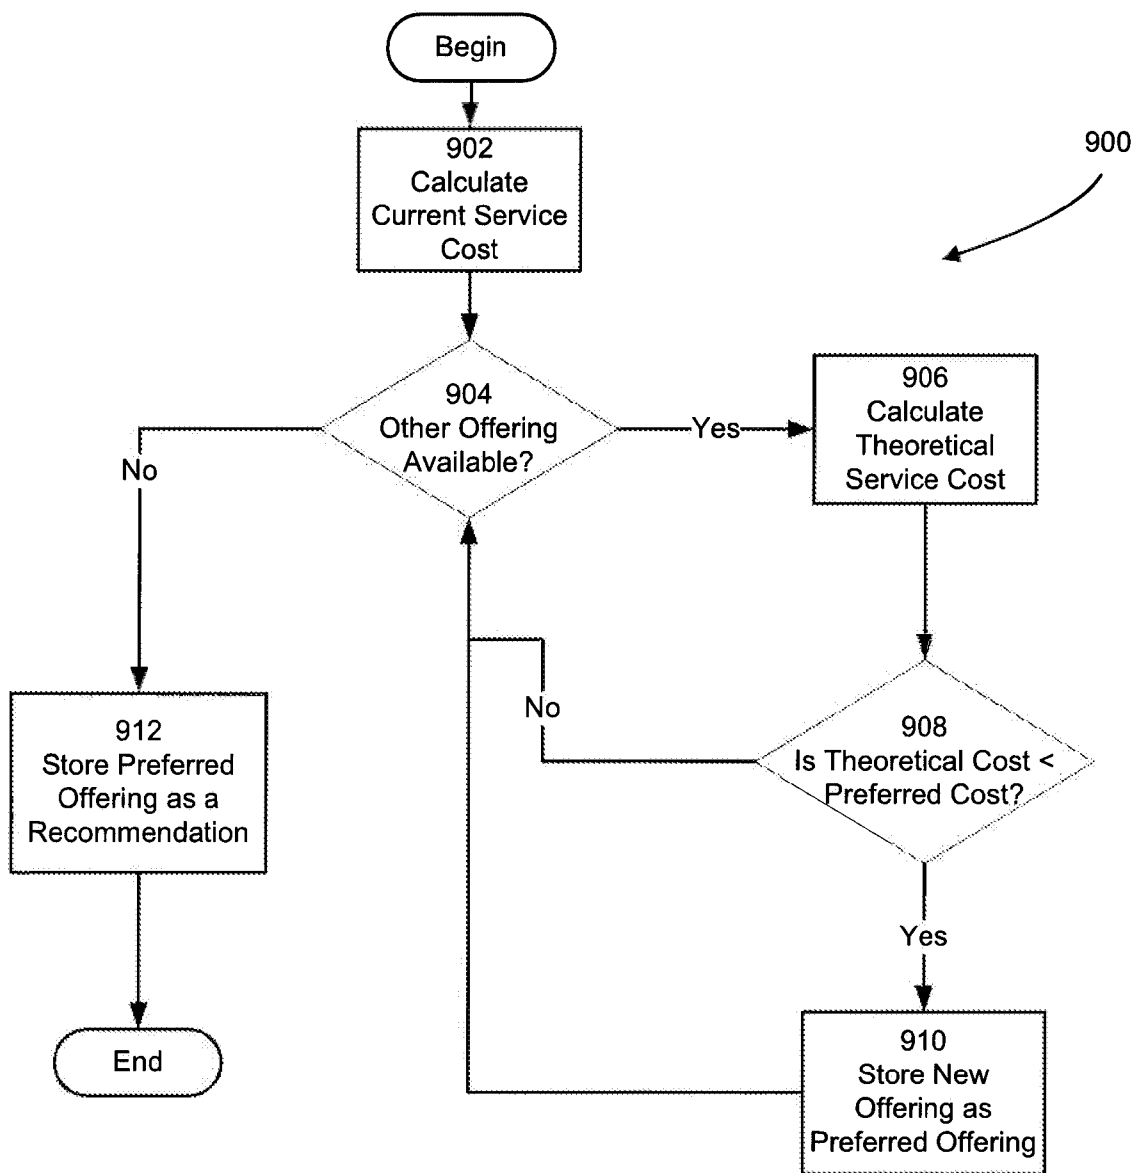 Begin
902
Calculate
Current Service
Cost
900
904
Other Offering
Available?
Yes
906
Calculate
Theoretical
Service Cost
No
912
Store Preferred
Offering as a
Recommendation
No
908
Is Theoretical Cost <
Preferred Cost?
Yes
910
Store New
Offering as
Preferred Offering
End